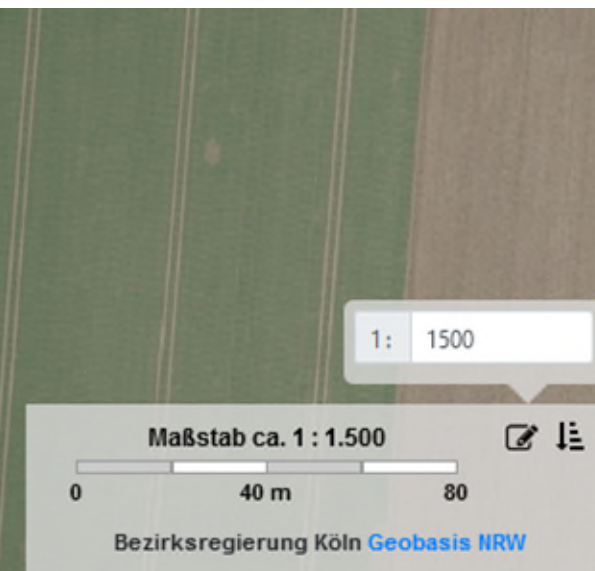 1: 1500
Maßstab ca. 1 : 1.500
0 40 m 80
Bezirksregierung Köln Geobasis NRW